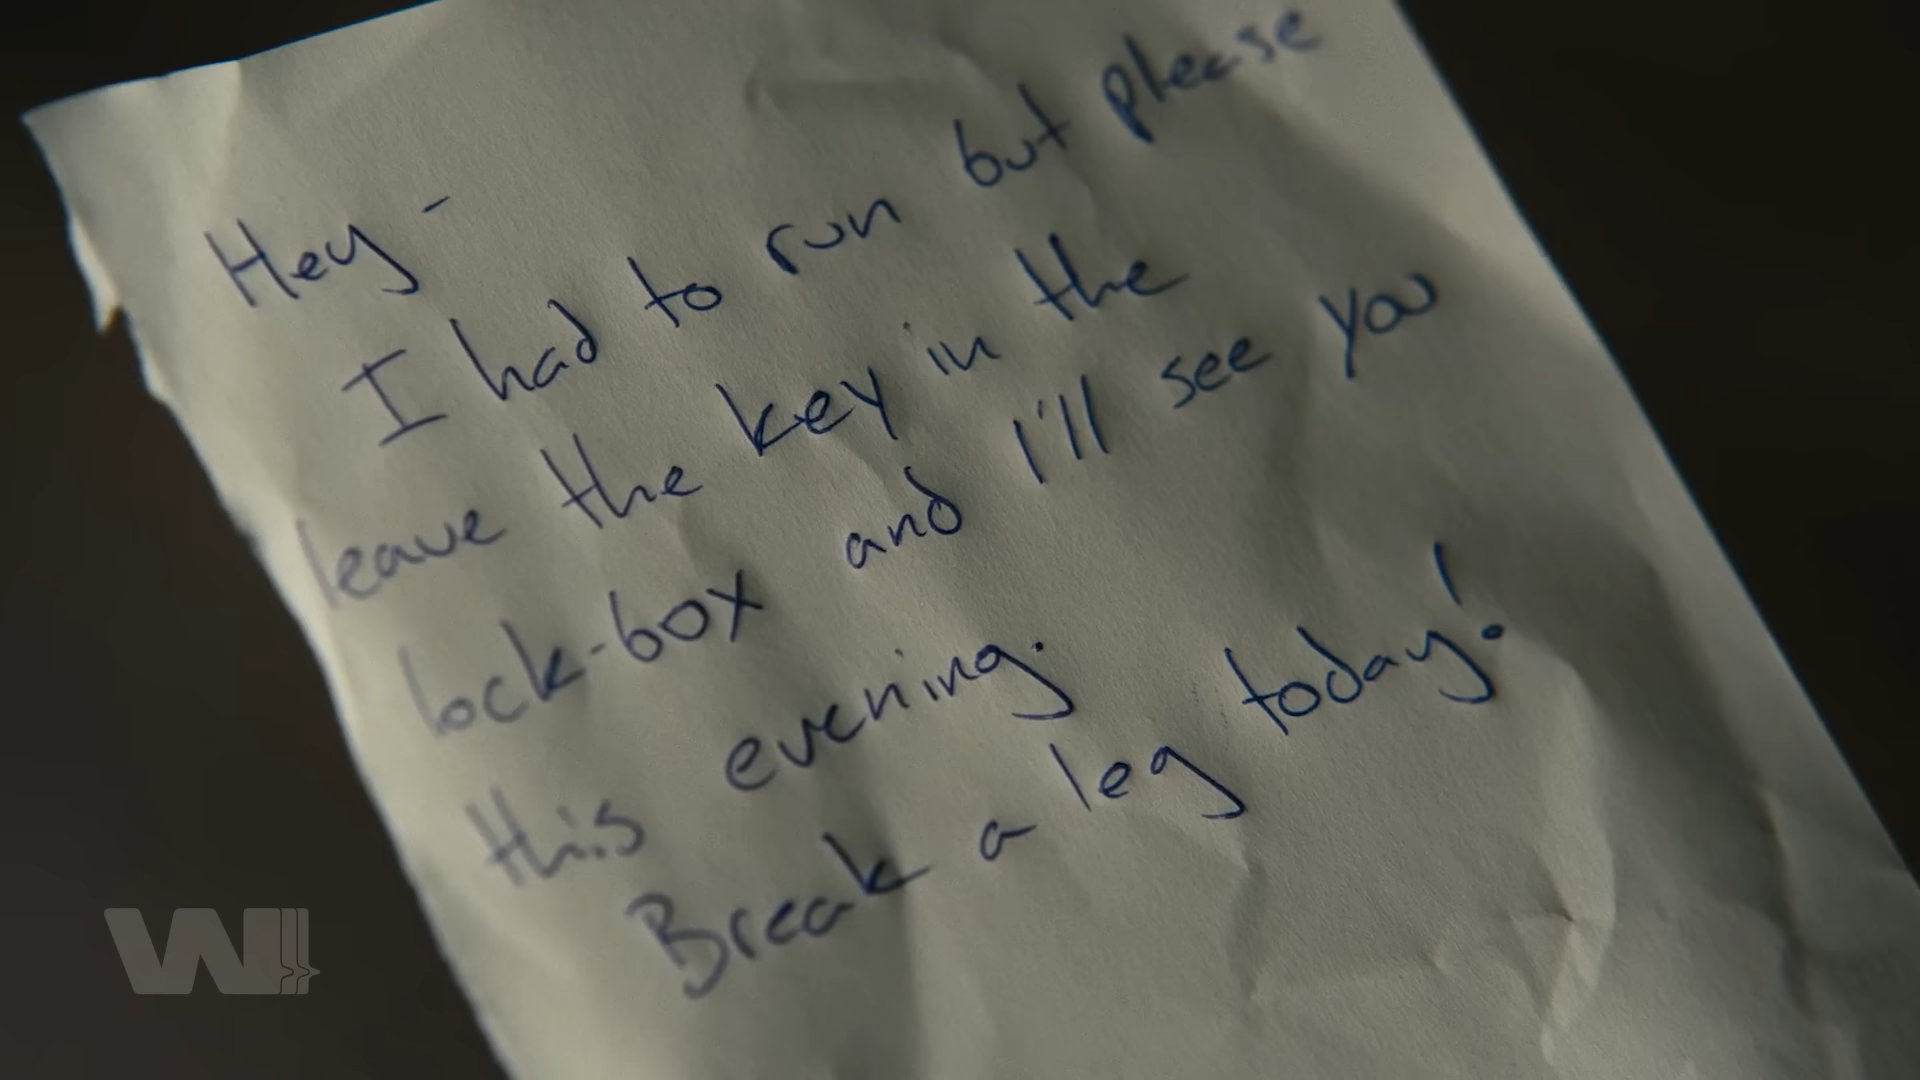 Hey -
I had to run but please
leave the key in the
lock-box and I'll see you
this evening.
Break a leg today!
W